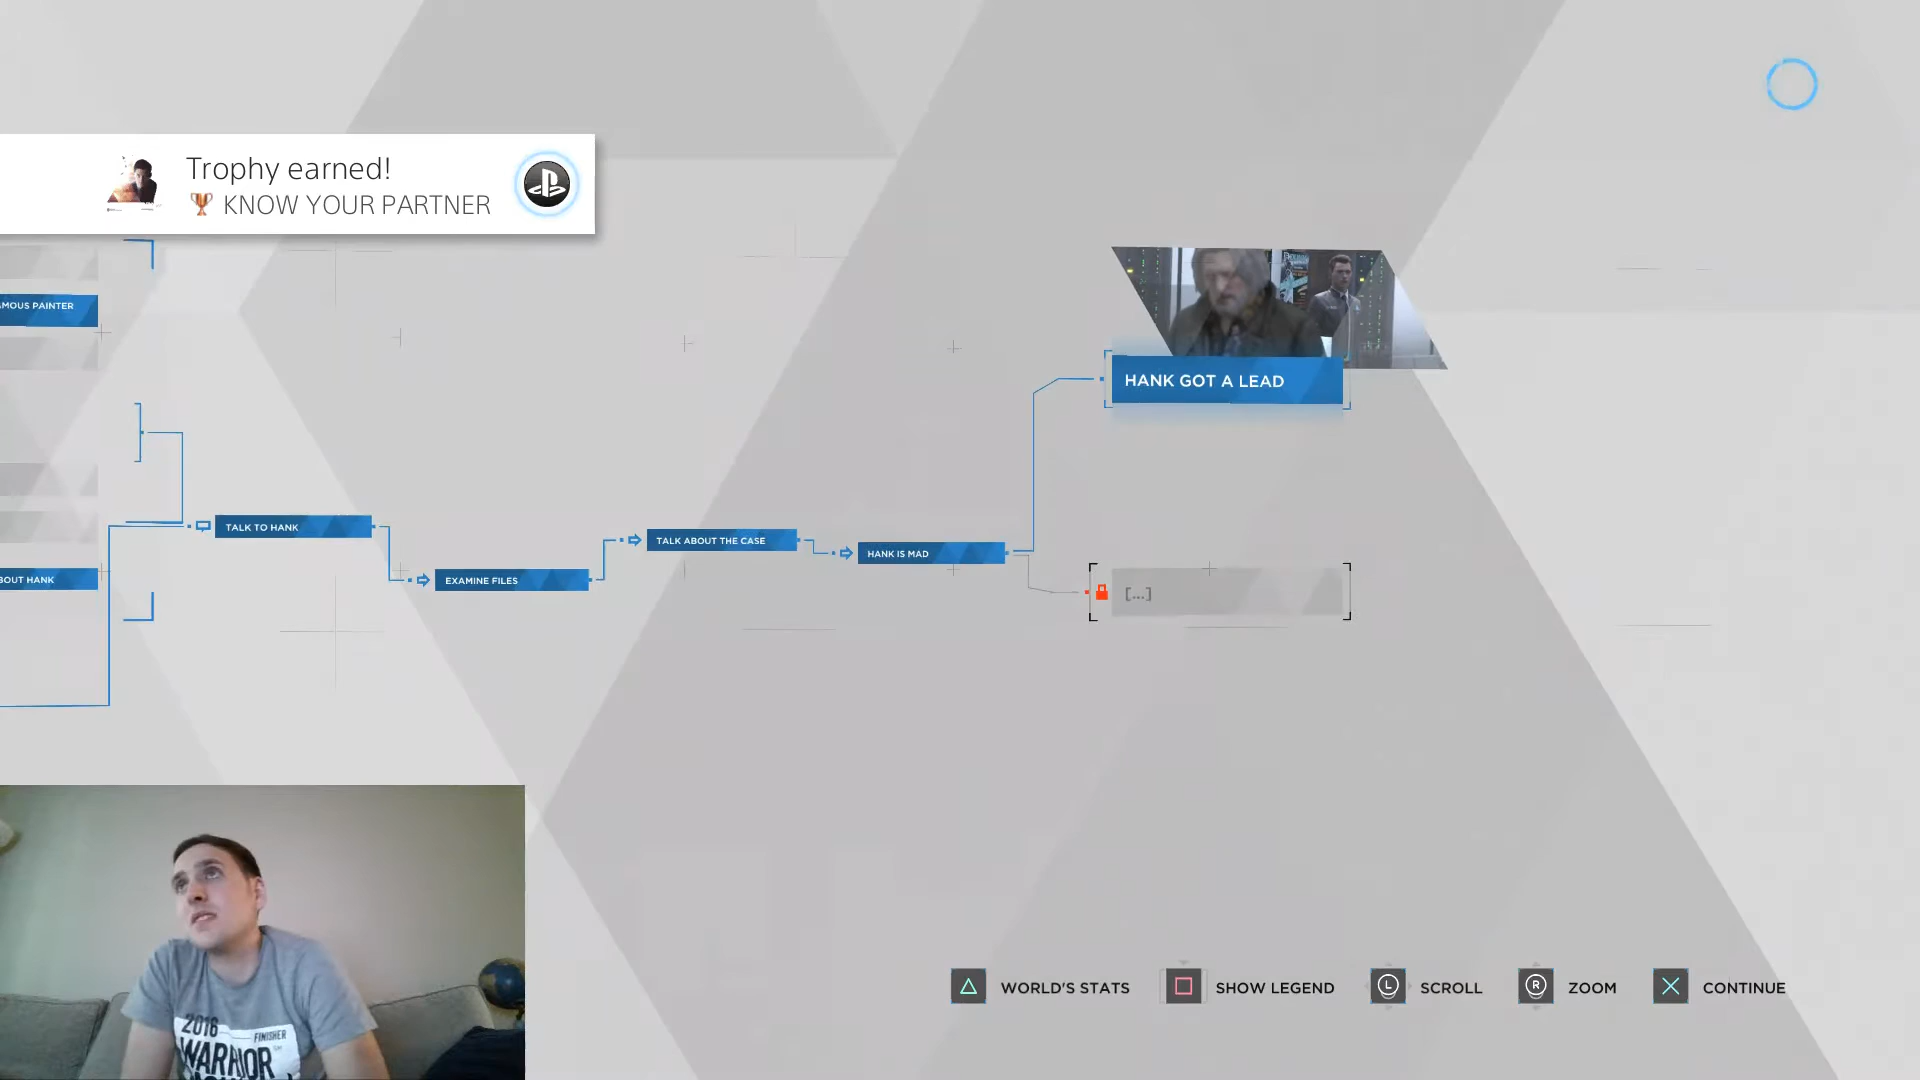 Trophy earned!
KNOW YOUR PARTNER
AMOUS PAINTER
HANK GOT A LEAD
TALK TO HANK
TALK ABOUT THE CASE
HANK IS MAD
BOUT HANK
EXAMINE FILES
[...]
WORLD'S STATS
SHOW LEGEND
L
SCROLL
R
ZOOM
CONTINUE
2016
FINISHER
WARRIOR